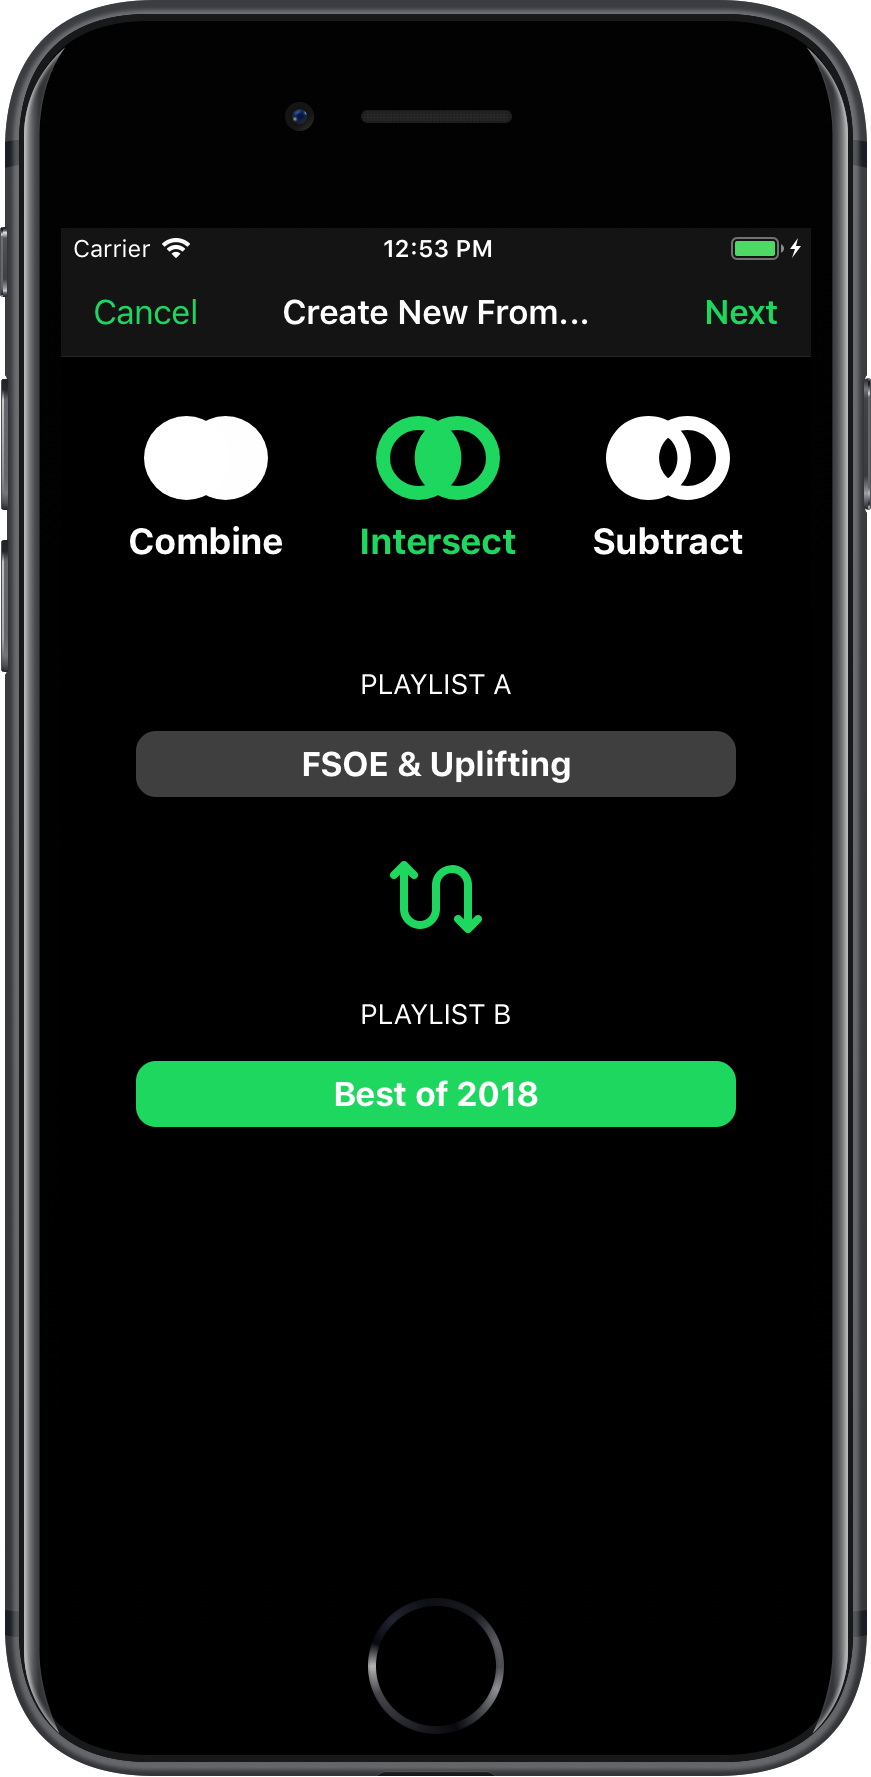 Carrier 12:53 PM
Cancel Create New From... Next
Combine Intersect Subtract
PLAYLIST A
FSOE & Uplifting
PLAYLIST B
Best of 2018